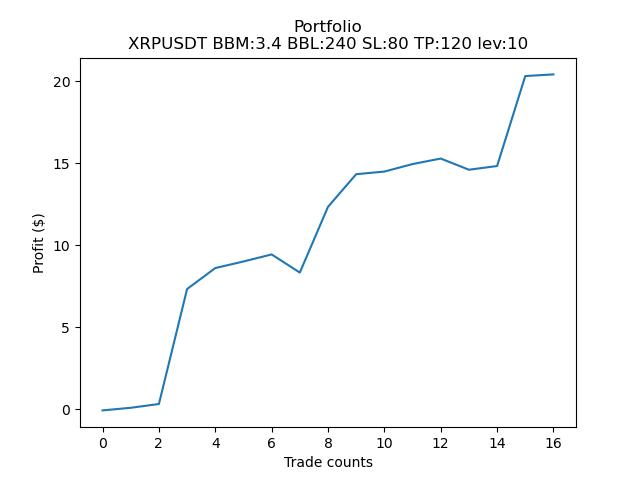 Portfolio
XRPUSDT BBM:3.4 BBL:240 SL:80 TP:120 lev:10
20
15
10
5
0
Profit ($)
0 2 4 6 8 10 12 14 16
Trade counts